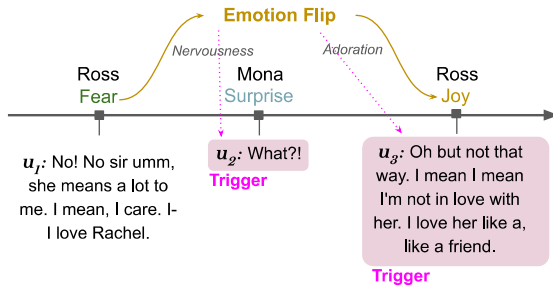 Emotion Flip
Nervousness
Adoration
Ross
Fear
Mona
Surprise
Ross
Joy
u1: No! No sir umm,
she means a lot to
me. I mean, I care. I-
I love Rachel.
u2: What?!
Trigger
u3: Oh but not that
way. I mean I mean
I'm not in love with
her. I love her like a,
like a friend.
Trigger